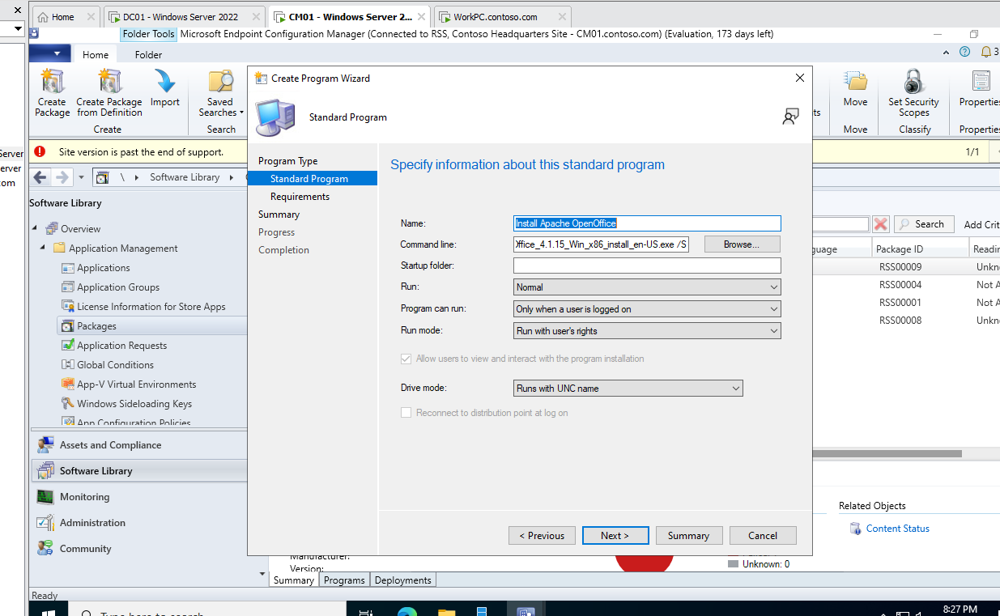 Home
DC01 - Windows Server 2022
CM01 - Windows Server 2...
WorkPC.contoso.com
Folder Tools
Microsoft Endpoint Configuration Manager (Connected to RSS, Contoso Headquarters Site - CM01.contoso.com) (Evaluation, 173 days left)
Home
Folder
3
Create Package
Create Package from Definition
Import
Create
Saved Searches
Search
Move
Move
Set Security Scopes
Classify
Properties
Properties
Site version is past the end of support.
1/1
\ Software Library
Software Library
Overview
Application Management
Applications
Application Groups
License Information for Store Apps
Packages
Application Requests
Global Conditions
App-V Virtual Environments
Windows Sideloading Keys
App Configuration Policies
Assets and Compliance
Software Library
Monitoring
Administration
Community
Create Program Wizard
Standard Program
Program Type
Standard Program
Requirements
Summary
Progress
Completion
Specify information about this standard program
Name: Install Apache OpenOffice
Command line: Office_4.1.15_Win_x86_install_en-US.exe /S Browse...
Startup folder:
Run: Normal
Program can run: Only when a user is logged on
Run mode: Run with user's rights
Allow users to view and interact with the program installation
Drive mode: Runs with UNC name
Reconnect to distribution point at log on
< Previous
Next >
Summary
Cancel
Search
Add Crit
Package ID
RSS00009 Unkn
RSS00004 Not A
RSS00001 Not A
RSS00008 Unkn
Related Objects
Content Status
Manufacturer:
Version:
Unknown: 0
Summary
Programs
Deployments
Ready
Type here to search
8:27 PM